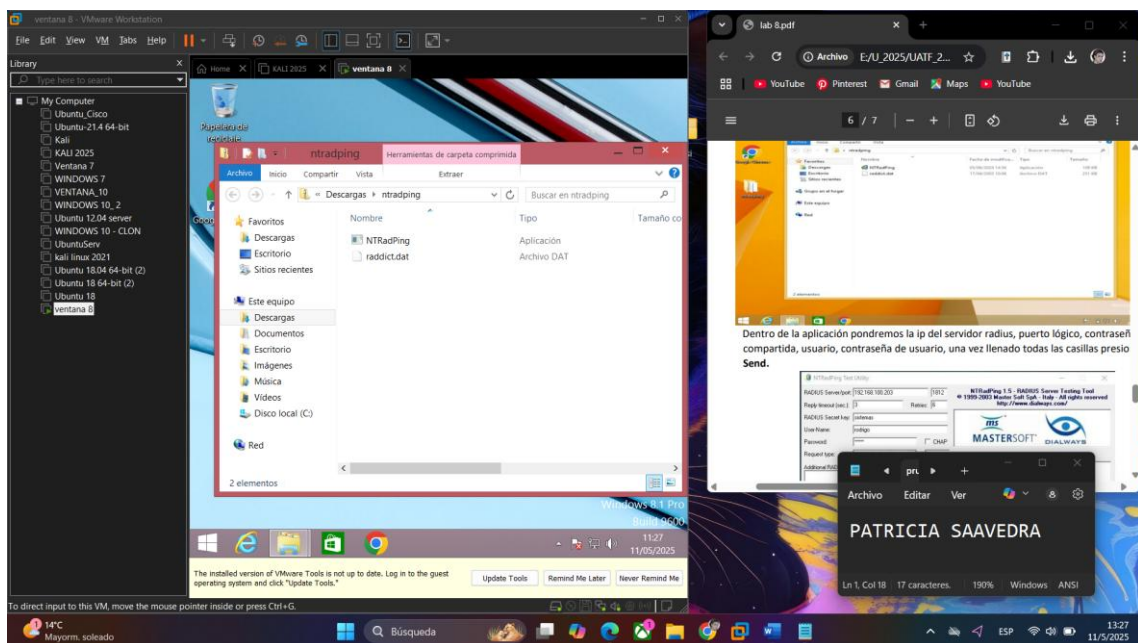 ventana 8 - VMware Workstation
File Edit View VM Tabs Help
Library
Type here to search
My Computer
Ubuntu_Cisco
Ubuntu-21.4 64-bit
Kali
KALI 2025
Ventana 7
WINDOWS 7
VENTANA_10
WINDOWS 10_ 2
Ubuntu 12.04 server
WINDOWS 10 - CLON
UbuntuServ
kali linux 2021
Ubuntu 18.04 64-bit (2)
Ubuntu 18 64-bit (2)
Ubuntu 18
ventana 8
Home KALI 2025 ventana 8
Papelera de
reciclaje
ntradping Herramientas de carpeta comprimida
Archivo Inicio Compartir Vista Extraer
« Descargas ntradping Buscar en ntradping
Nombre Tipo Tamaño co
NTRadPing Aplicación
raddict.dat Archivo DAT
Favoritos
Descargas
Escritorio
Sitios recientes
Este equipo
Descargas
Documentos
Escritorio
Imágenes
Música
Vídeos
Disco local (C:)
Red
2 elementos
Windows 8.1 Pro
Build 9600
11:27
11/05/2025
The installed version of VMware Tools is not up to date. Log in to the guest
operating system and click "Update Tools."
Update Tools Remind Me Later Never Remind Me
To direct input to this VM, move the mouse pointer inside or press Ctrl+G.
lab 8.pdf
Archivo E:/U_2025/UATF_2...
YouTube Pinterest Gmail Maps YouTube
6 / 7
Dentro de la aplicación pondremos la ip del servidor radius, puerto lógico, contraseñ
compartida, usuario, contraseña de usuario, una vez llenado todas las casillas presio
Send.
NTRadPing Test Utility
RADIUS Server/port: 192.168.100.203 1812
Reply timeout (sec.): 3 Retries: 0
RADIUS Secret key: sistemas
User-Name: rodrigo
Password: CHAP
Request type:
NTRadPing 1.5 - RADIUS Server Testing Tool
© 1999-2003 Master Soft SpA - Italy - All rights reserved
http://www.dialways.com/
ms
MASTERSOFT DIALWAYS
pru
Archivo Editar Ver
PATRICIA SAAVEDRA
Ln 1, Col 18 17 caracteres. 190% Windows ANSI
14°C
Mayorm. soleado
Búsqueda
ESP
13:27
11/5/2025